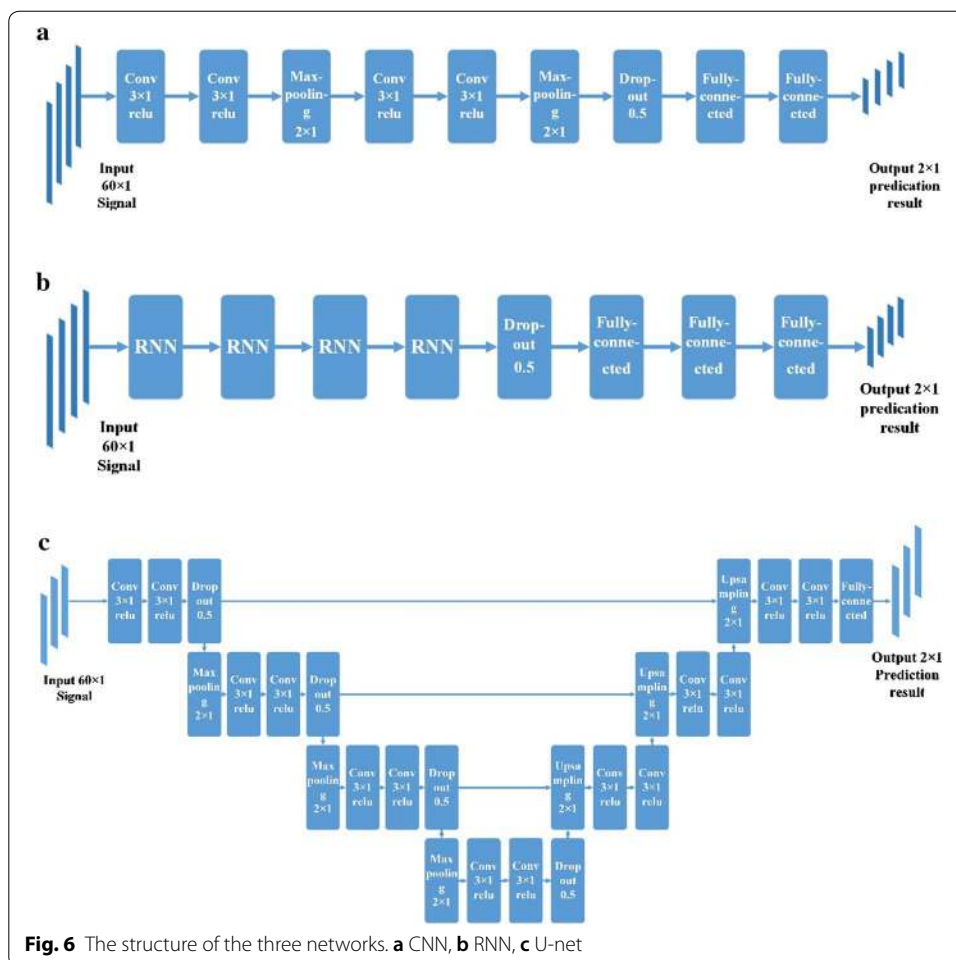 a
Conv
3×1
relu
Conv
3×1
relu
Max-
poolin-
g
2×1
Conv
3×1
relu
Conv
3×1
relu
Max-
poolin-
g
2×1
Drop-
out
0.5
Fully-
conne-
cted
Fully-
conne-
cted
Input
60×1
Signal
Output 2×1
predication
result
b
RNN
RNN
RNN
RNN
Drop-
out
0.5
Fully-
conne-
cted
Fully-
conne-
cted
Fully-
conne-
cted
Input
60×1
Signal
Output 2×1
predication
result
c
Conv
3×1
relu
Conv
3×1
relu
Drop
out
0.5
Upsa
mplin
g
2×1
Conv
3×1
relu
Conv
3×1
relu
Fully-
conne
cted
Input 60×1
Signal
Output 2×1
Prediction
result
Max
poolin
g
2×1
Conv
3×1
relu
Conv
3×1
relu
Drop
out
0.5
Upsa
mplin
g
2×1
Conv
3×1
relu
Conv
3×1
relu
Max
poolin
g
2×1
Conv
3×1
relu
Conv
3×1
relu
Drop
out
0.5
Upsa
mplin
g
2×1
Conv
3×1
relu
Conv
3×1
relu
Max
poolin
g
2×1
Conv
3×1
relu
Conv
3×1
relu
Drop
out
0.5
Fig. 6 The structure of the three networks. a CNN, b RNN, c U-net